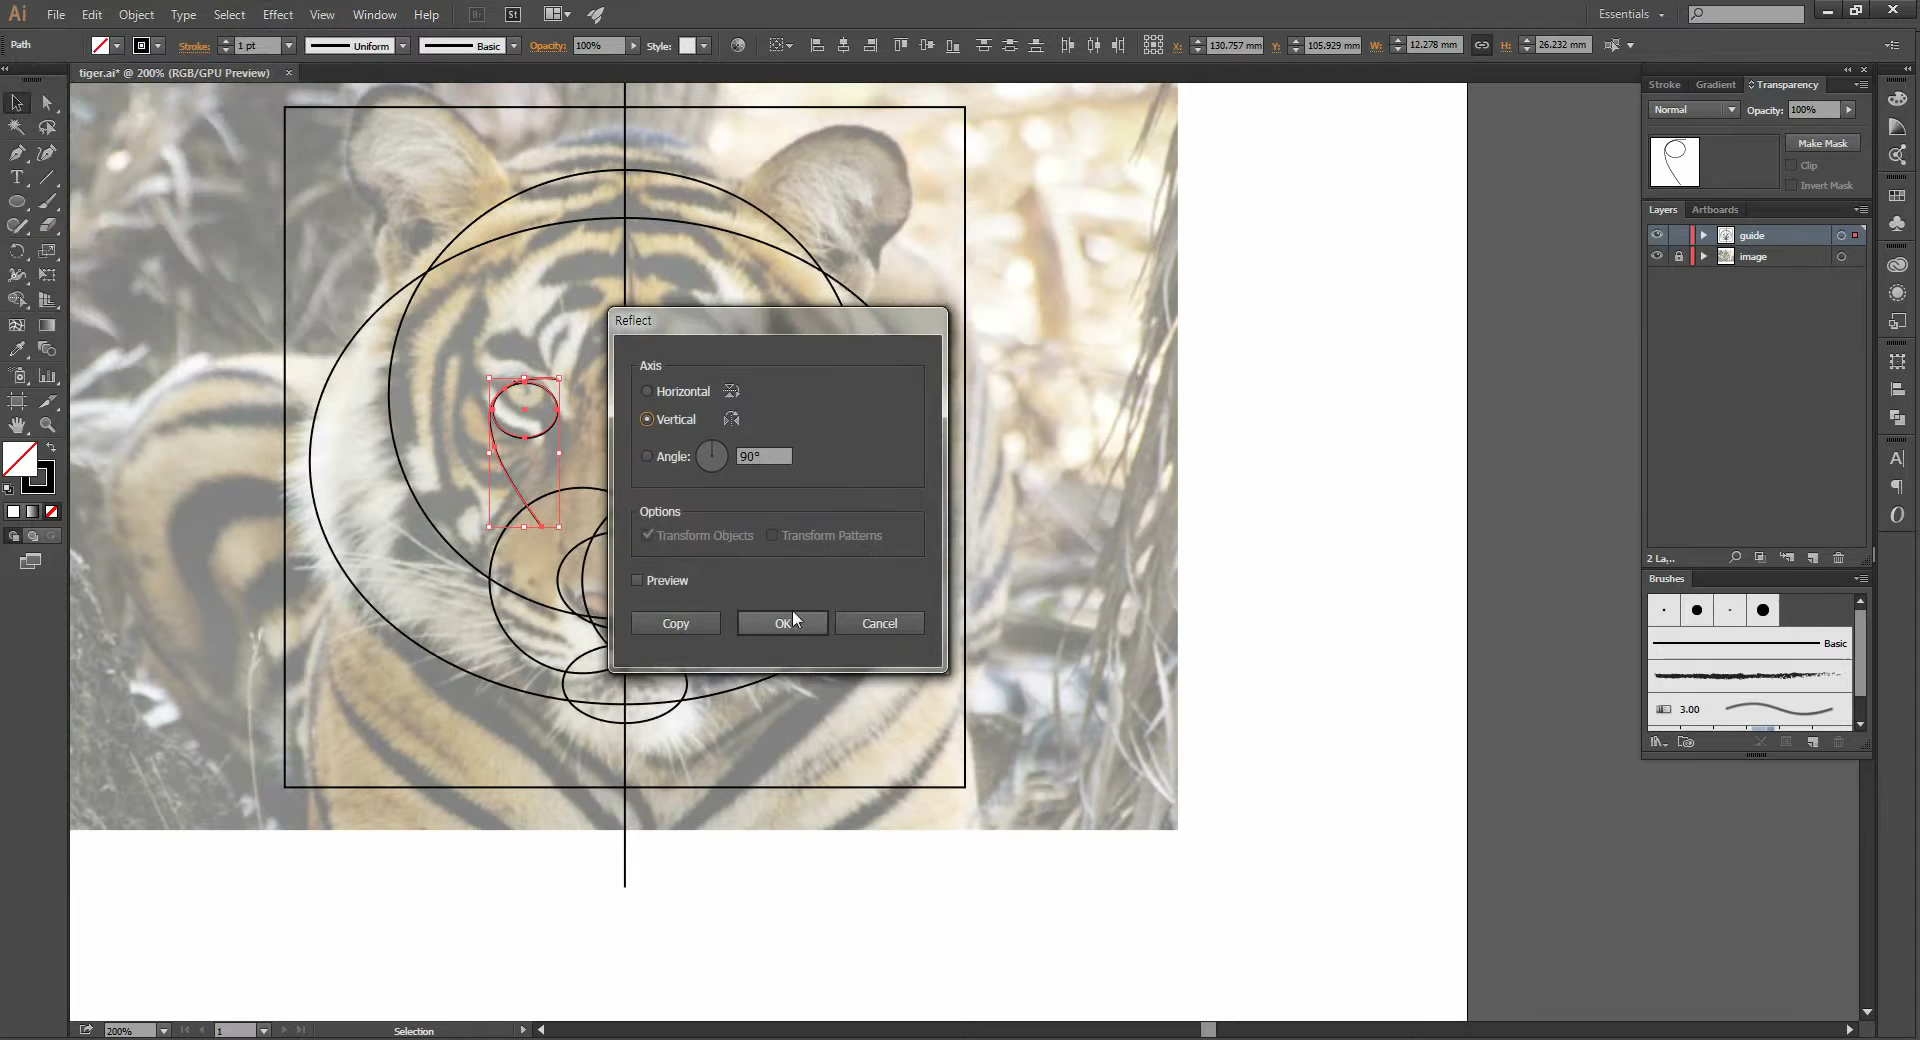 Ai File Edit Object Type Select Effect View Window Help Br St Essentials
Path Stroke: 1 pt Uniform Basic Opacity: 100% Style: X: 130.757 mm Y: 105.929 mm W: 12.278 mm H: 26.232 mm
tiger.ai* @ 200% (RGB/GPU Preview)
Stroke Gradient Transparency
Normal Opacity: 100%
Make Mask
Clip
Invert Mask
Layers Artboards
guide
image
Reflect
Axis
Horizontal
Vertical
Angle: 90°
Options
Transform Objects Transform Patterns
Preview
Copy OK Cancel
2 La...
Brushes
Basic
3.00
200% 1 Selection